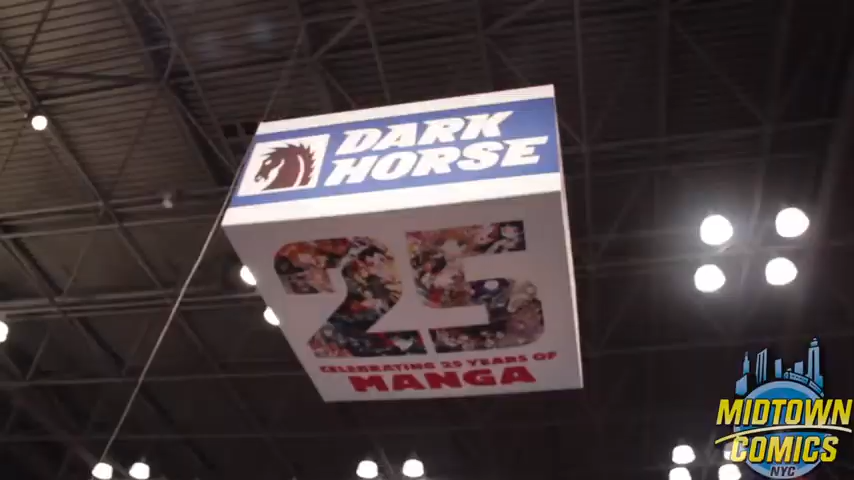 DARK
HORSE
25
CELEBRATING 25 YEARS OF
MANGA
MIDTOWN
COMICS
NYC